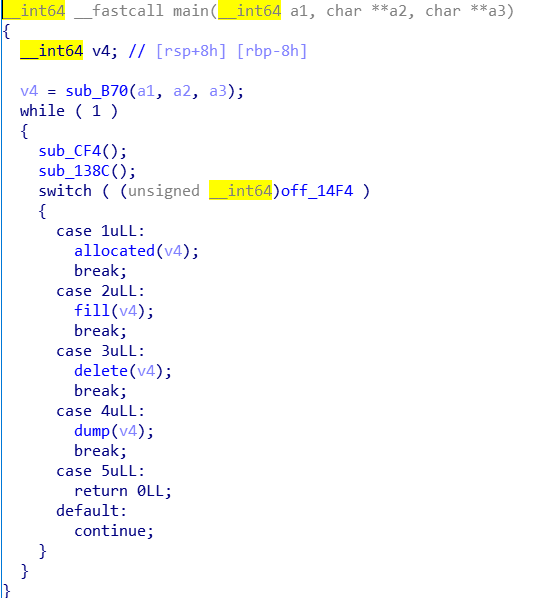 __int64 __fastcall main(__int64 a1, char **a2, char **a3)
{
  __int64 v4; // [rsp+8h] [rbp-8h]

  v4 = sub_B70(a1, a2, a3);
  while ( 1 )
  {
    sub_CF4();
    sub_138C();
    switch ( (unsigned __int64)off_14F4 )
    {
      case 1uLL:
        allocated(v4);
        break;
      case 2uLL:
        fill(v4);
        break;
      case 3uLL:
        delete(v4);
        break;
      case 4uLL:
        dump(v4);
        break;
      case 5uLL:
        return 0LL;
      default:
        continue;
    }
  }
}